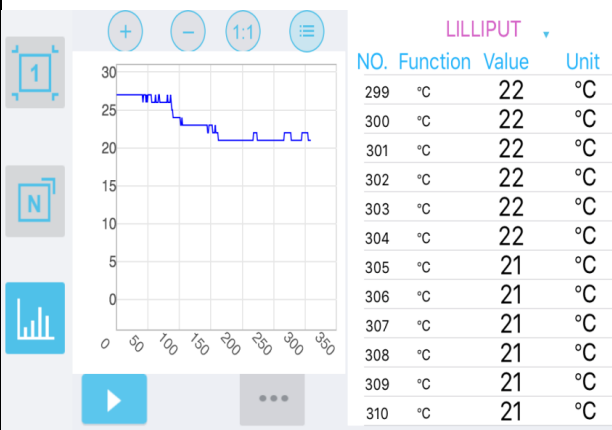 1
N
+
−
1:1
30
25
20
15
10
5
0
0 50 100 150 200 250 300 350
LILLIPUT
NO. Function Value Unit
299 °C 22 °C
300 °C 22 °C
301 °C 22 °C
302 °C 22 °C
303 °C 22 °C
304 °C 22 °C
305 °C 21 °C
306 °C 21 °C
307 °C 21 °C
308 °C 21 °C
309 °C 21 °C
310 °C 21 °C